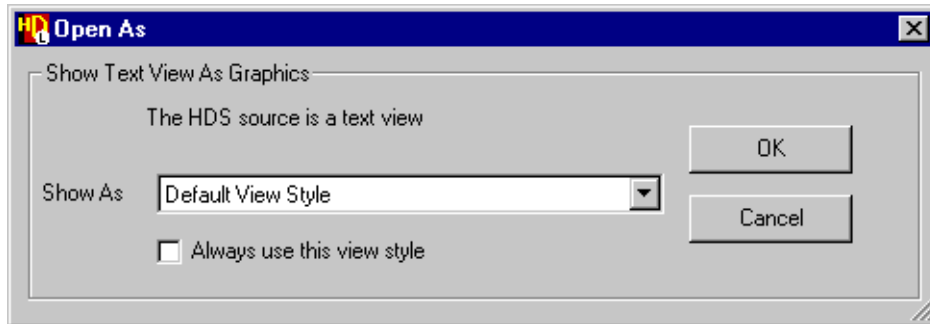 HDL Open As
Show Text View As Graphics
The HDS source is a text view
OK
Show As Default View Style
Cancel
Always use this view style